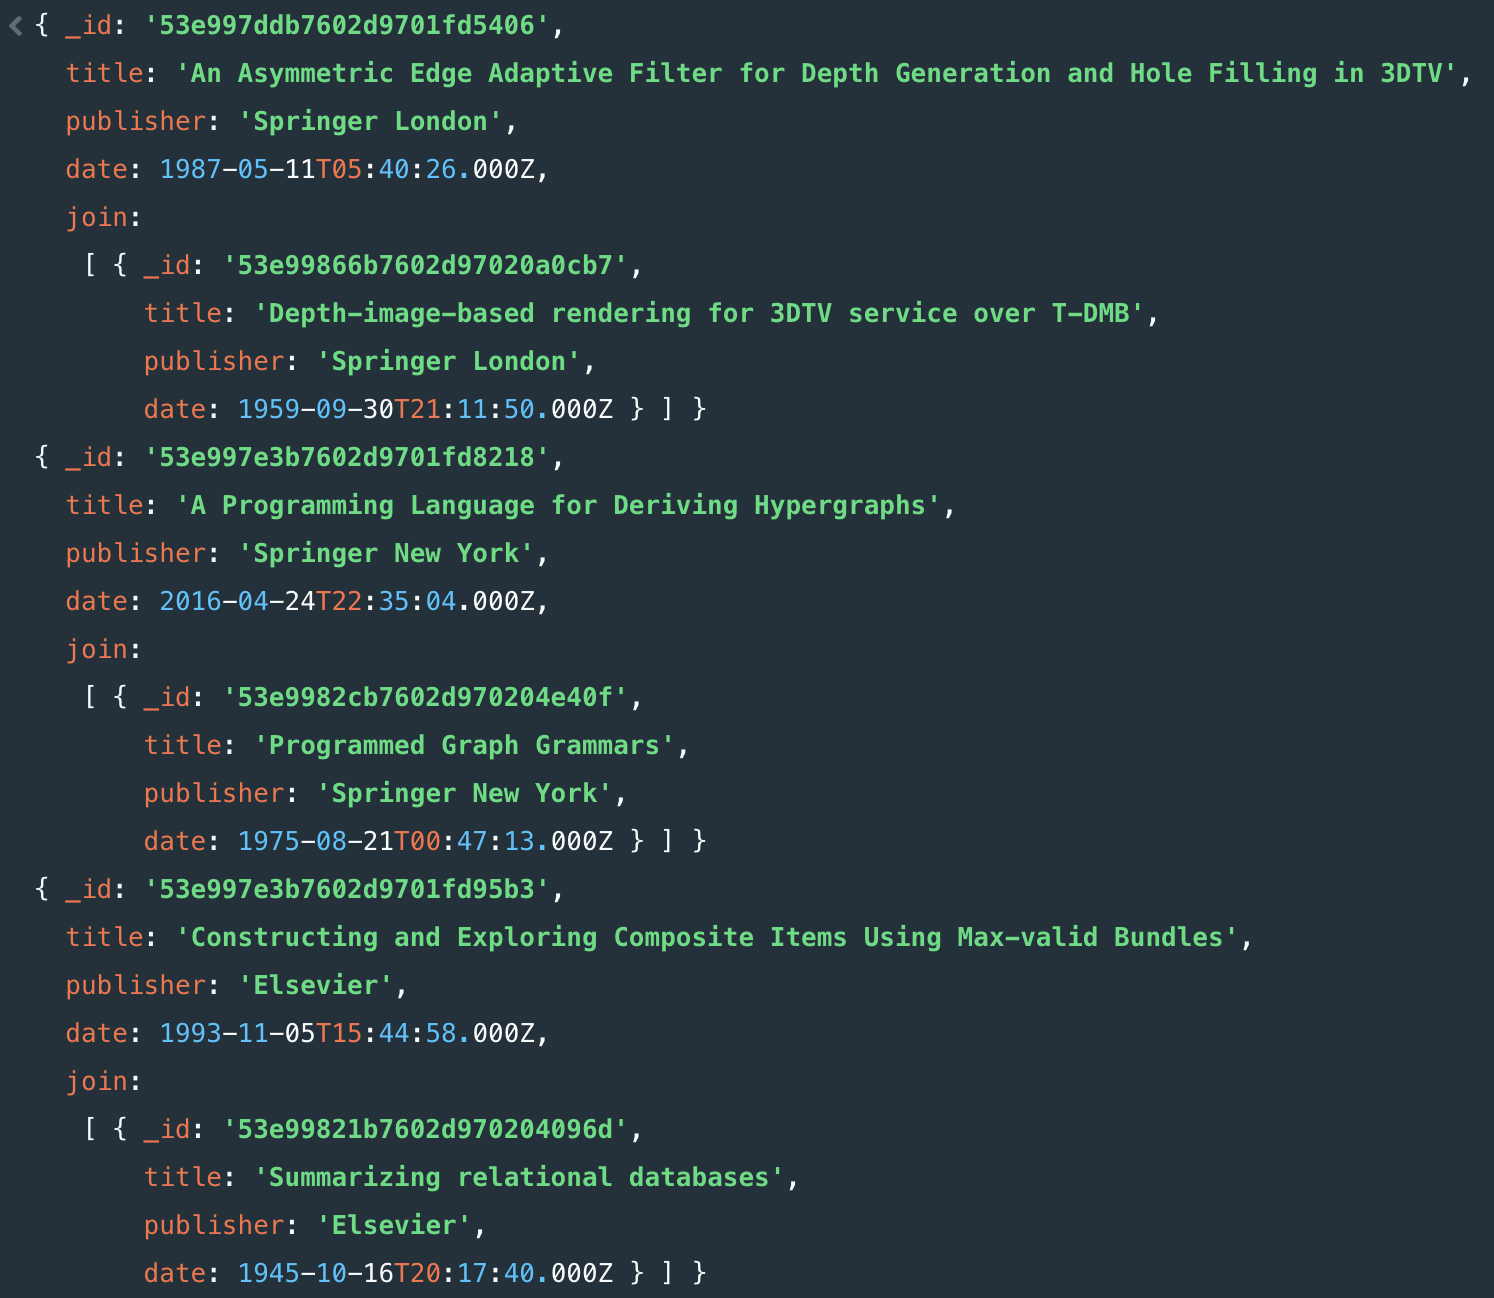 { _id: '53e997ddb7602d9701fd5406',
title: 'An Asymmetric Edge Adaptive Filter for Depth Generation and Hole Filling in 3DTV',
publisher: 'Springer London',
date: 1987-05-11T05:40:26.000Z,
join:
[ { _id: '53e99866b7602d97020a0cb7',
title: 'Depth-image-based rendering for 3DTV service over T-DMB',
publisher: 'Springer London',
date: 1959-09-30T21:11:50.000Z } ] }
{ _id: '53e997e3b7602d9701fd8218',
title: 'A Programming Language for Deriving Hypergraphs',
publisher: 'Springer New York',
date: 2016-04-24T22:35:04.000Z,
join:
[ { _id: '53e9982cb7602d970204e40f',
title: 'Programmed Graph Grammars',
publisher: 'Springer New York',
date: 1975-08-21T00:47:13.000Z } ] }
{ _id: '53e997e3b7602d9701fd95b3',
title: 'Constructing and Exploring Composite Items Using Max-valid Bundles',
publisher: 'Elsevier',
date: 1993-11-05T15:44:58.000Z,
join:
[ { _id: '53e99821b7602d970204096d',
title: 'Summarizing relational databases',
publisher: 'Elsevier',
date: 1945-10-16T20:17:40.000Z } ] }